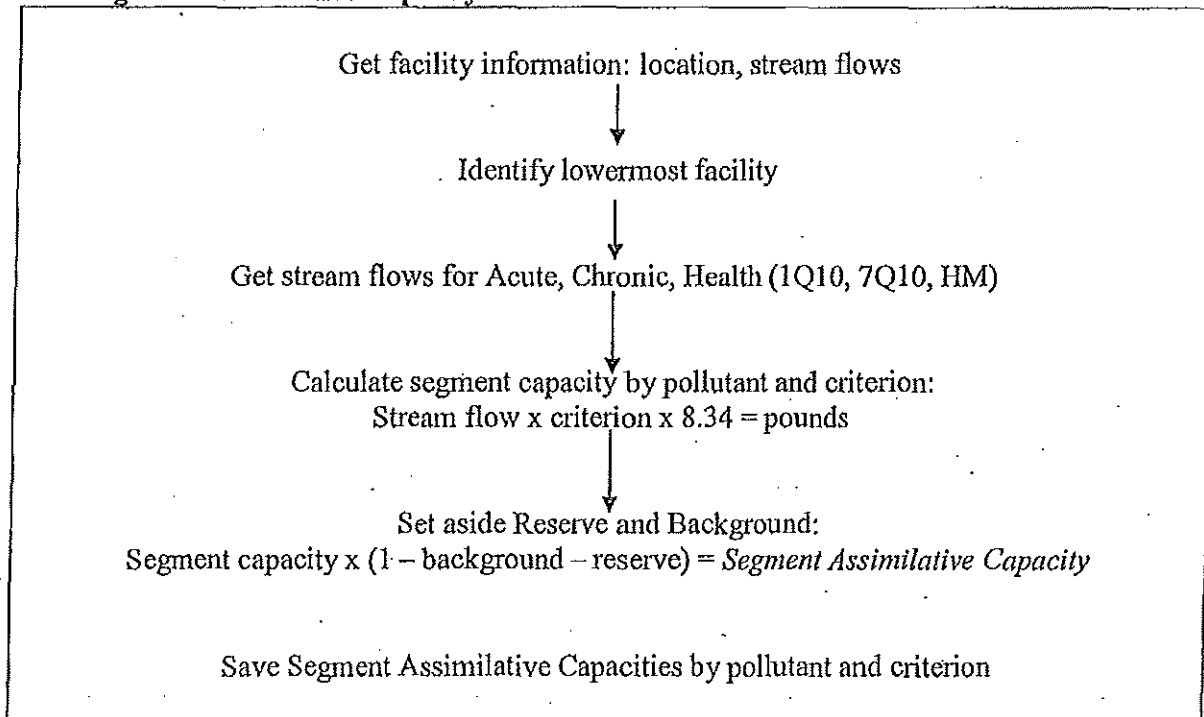 Get facility information: location, stream flows
Identify lowermost facility
Get stream flows for Acute, Chronic, Health (1Q10, 7Q10, HM)
Calculate segment capacity by pollutant and criterion:
Stream flow x criterion x 8.34 = pounds
Set aside Reserve and Background:
Segment capacity x (1 – background – reserve) = Segment Assimilative Capacity
Save Segment Assimilative Capacities by pollutant and criterion